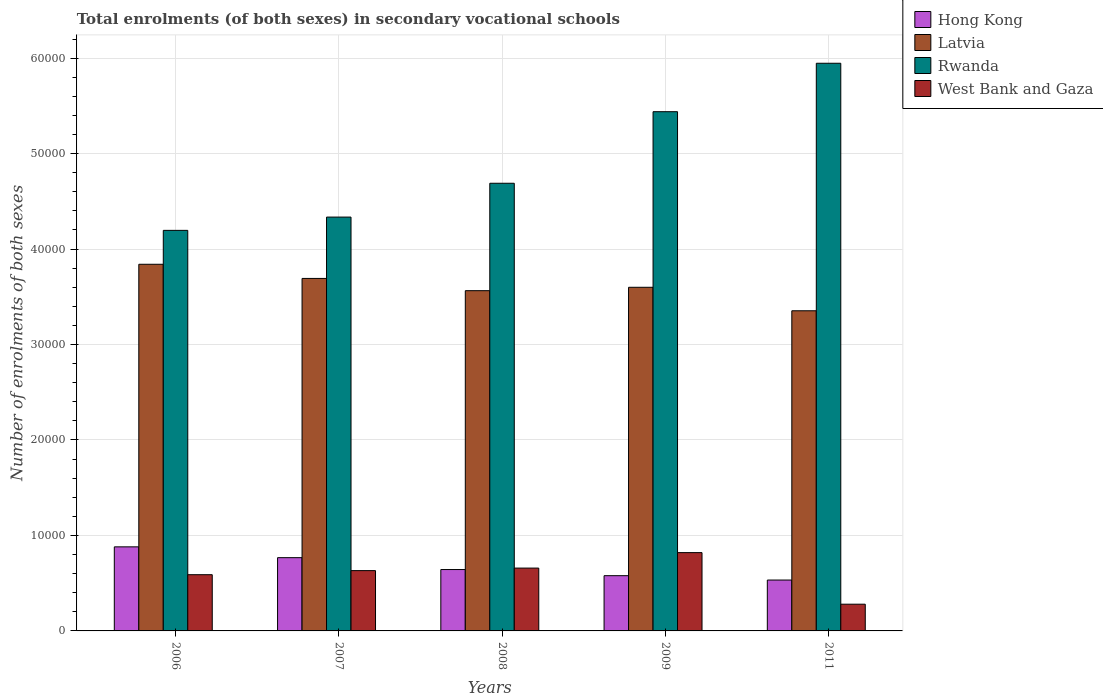 Total enrolments (of both sexes) in secondary vocational schools
Hong Kong
Latvia
Rwanda
West Bank and Gaza
Number of enrolments of both sexes
60000
50000
40000
30000
20000
10000
0
2006
2007
2008
2009
2011
Years